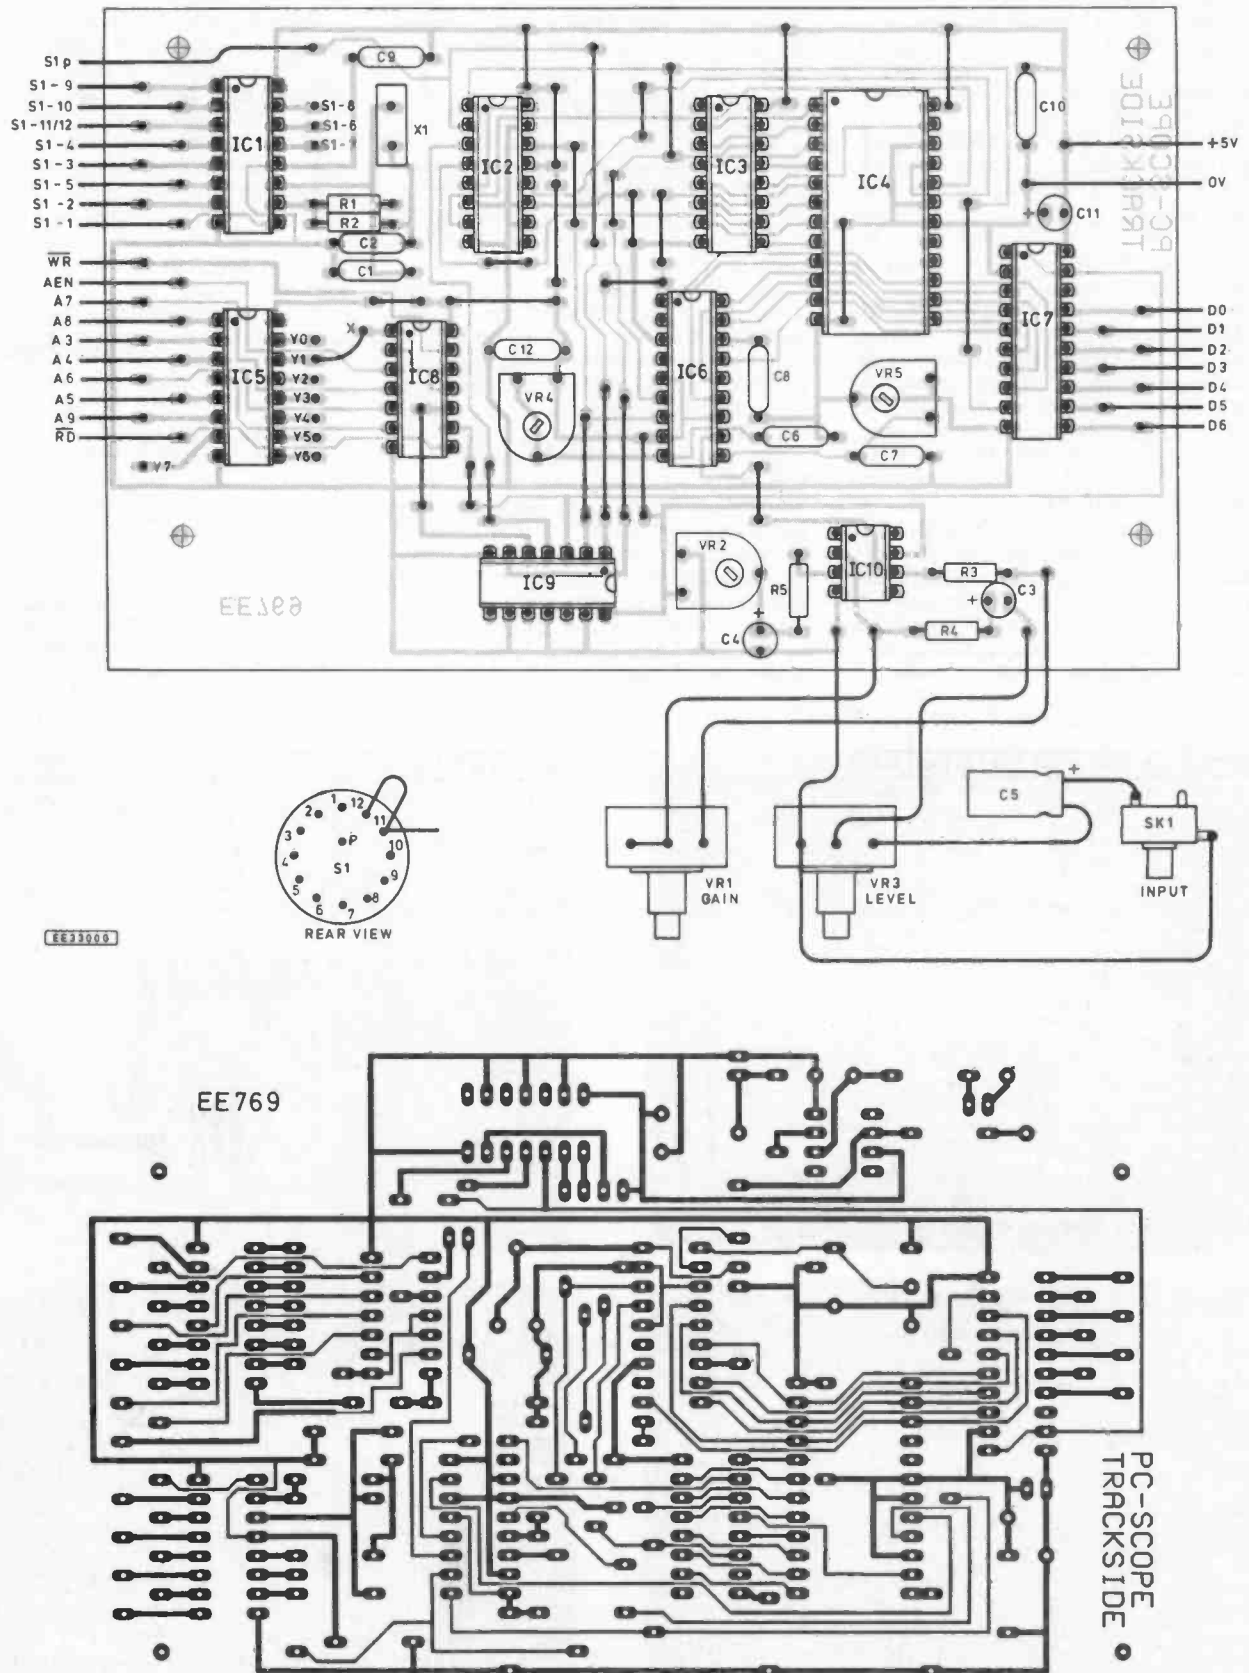 S1p
S1-9
S1-10
S1-11/12
S1-4
S1-3
S1-5
S1-2
S1-1
WR
AEN
A7
A8
A3
A4
A6
A5
A9
RD
Y7
IC1
S1-8
S1-6
S1-7
C9
X1
R1
R2
C2
C1
IC2
IC3
IC4
C10
TRACKSIDE
PC-SCOPE
+5V
0V
+
C11
IC5
Y0
Y1
Y2
Y3
Y4
Y5
Y6
X
IC8
C12
VR4
IC6
C8
VR5
C6
C7
IC7
D0
D1
D2
D3
D4
D5
D6
EE769
IC9
VR2
R5
+
C4
IC10
R3
+
C3
R4
1
2
3
4
5
6
7
8
9
10
11
12
P
S1
REAR VIEW
VR1
GAIN
VR3
LEVEL
C5
+
SK1
INPUT
EE3300G
EE769
PC-SCOPE
TRACKSIDE